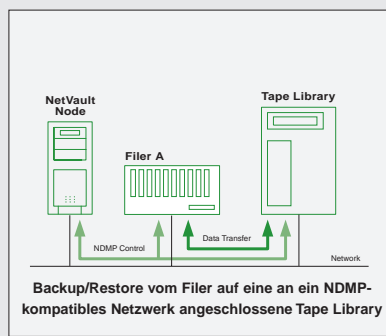 NetVault
Node
Tape Library
Filer A
NDMP Control
Data Transfer
Network
Backup/Restore vom Filer auf eine an ein NDMP-
kompatibles Netzwerk angeschlossene Tape Library